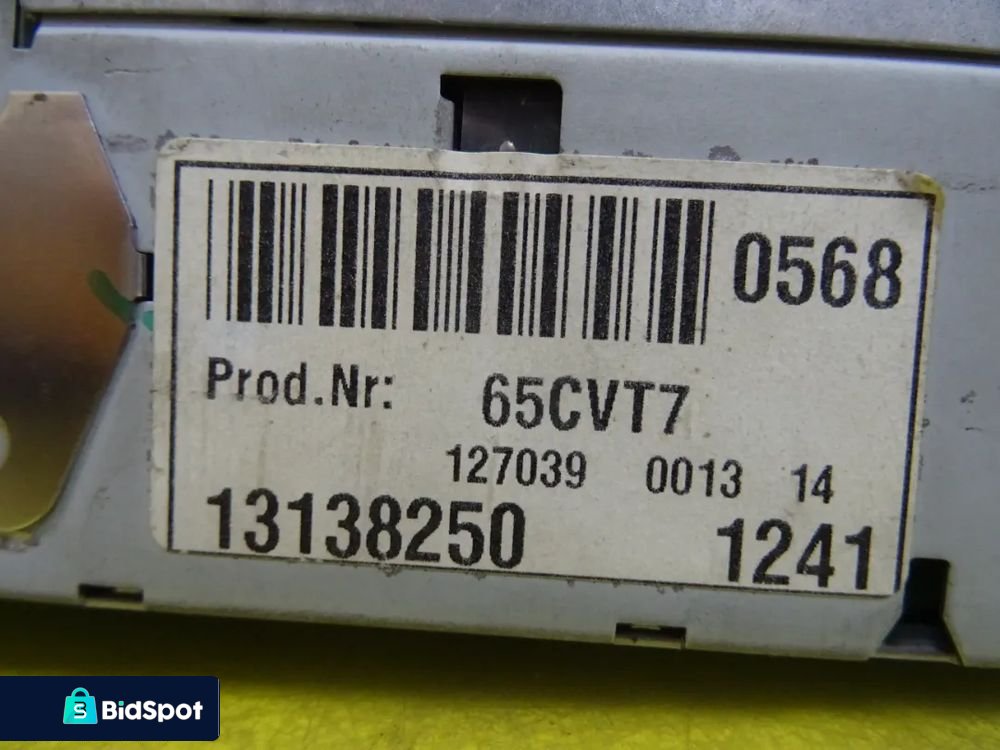 0568
Prod.Nr: 65CVT7
127039 0013 14
13138250 1241
BidSpot